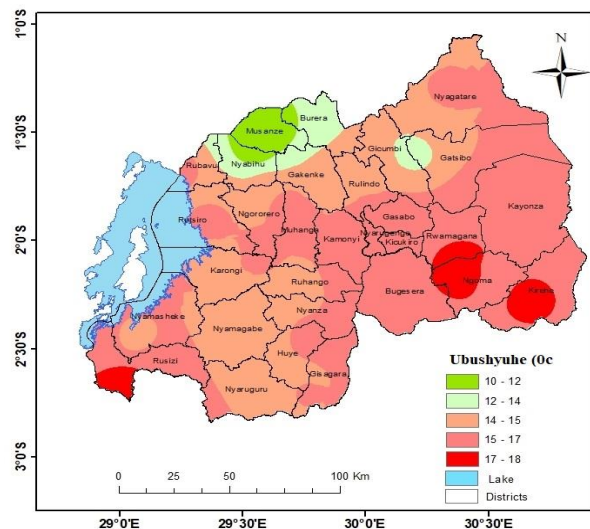 1°0'S
N
Nyagatare
Burera
Musanze
1°30'S
Gicumbi
Gatsibo
Rubavu
Nyabihu
Gakenke
Rulindo
Kayonza
Rutsiro
Ngororero
Gasabo
Muhanga
Nyarugenge
Rwamagana
2°0'S
Kamonyi
Kicukiro
Karongi
Ngoma
Kirehe
Ruhango
Bugesera
Nyamasheke
Nyanza
Nyamagabe
2°30'S
Rusizi
Huye
Gisagara
Nyaruguru
Ubushyuhe (0c
10 - 12
12 - 14
14 - 15
15 - 17
17 - 18
Lake
Districts
3°0'S
0 25 50 100 Km
29°0'E 29°30'E 30°0'E 30°30'E